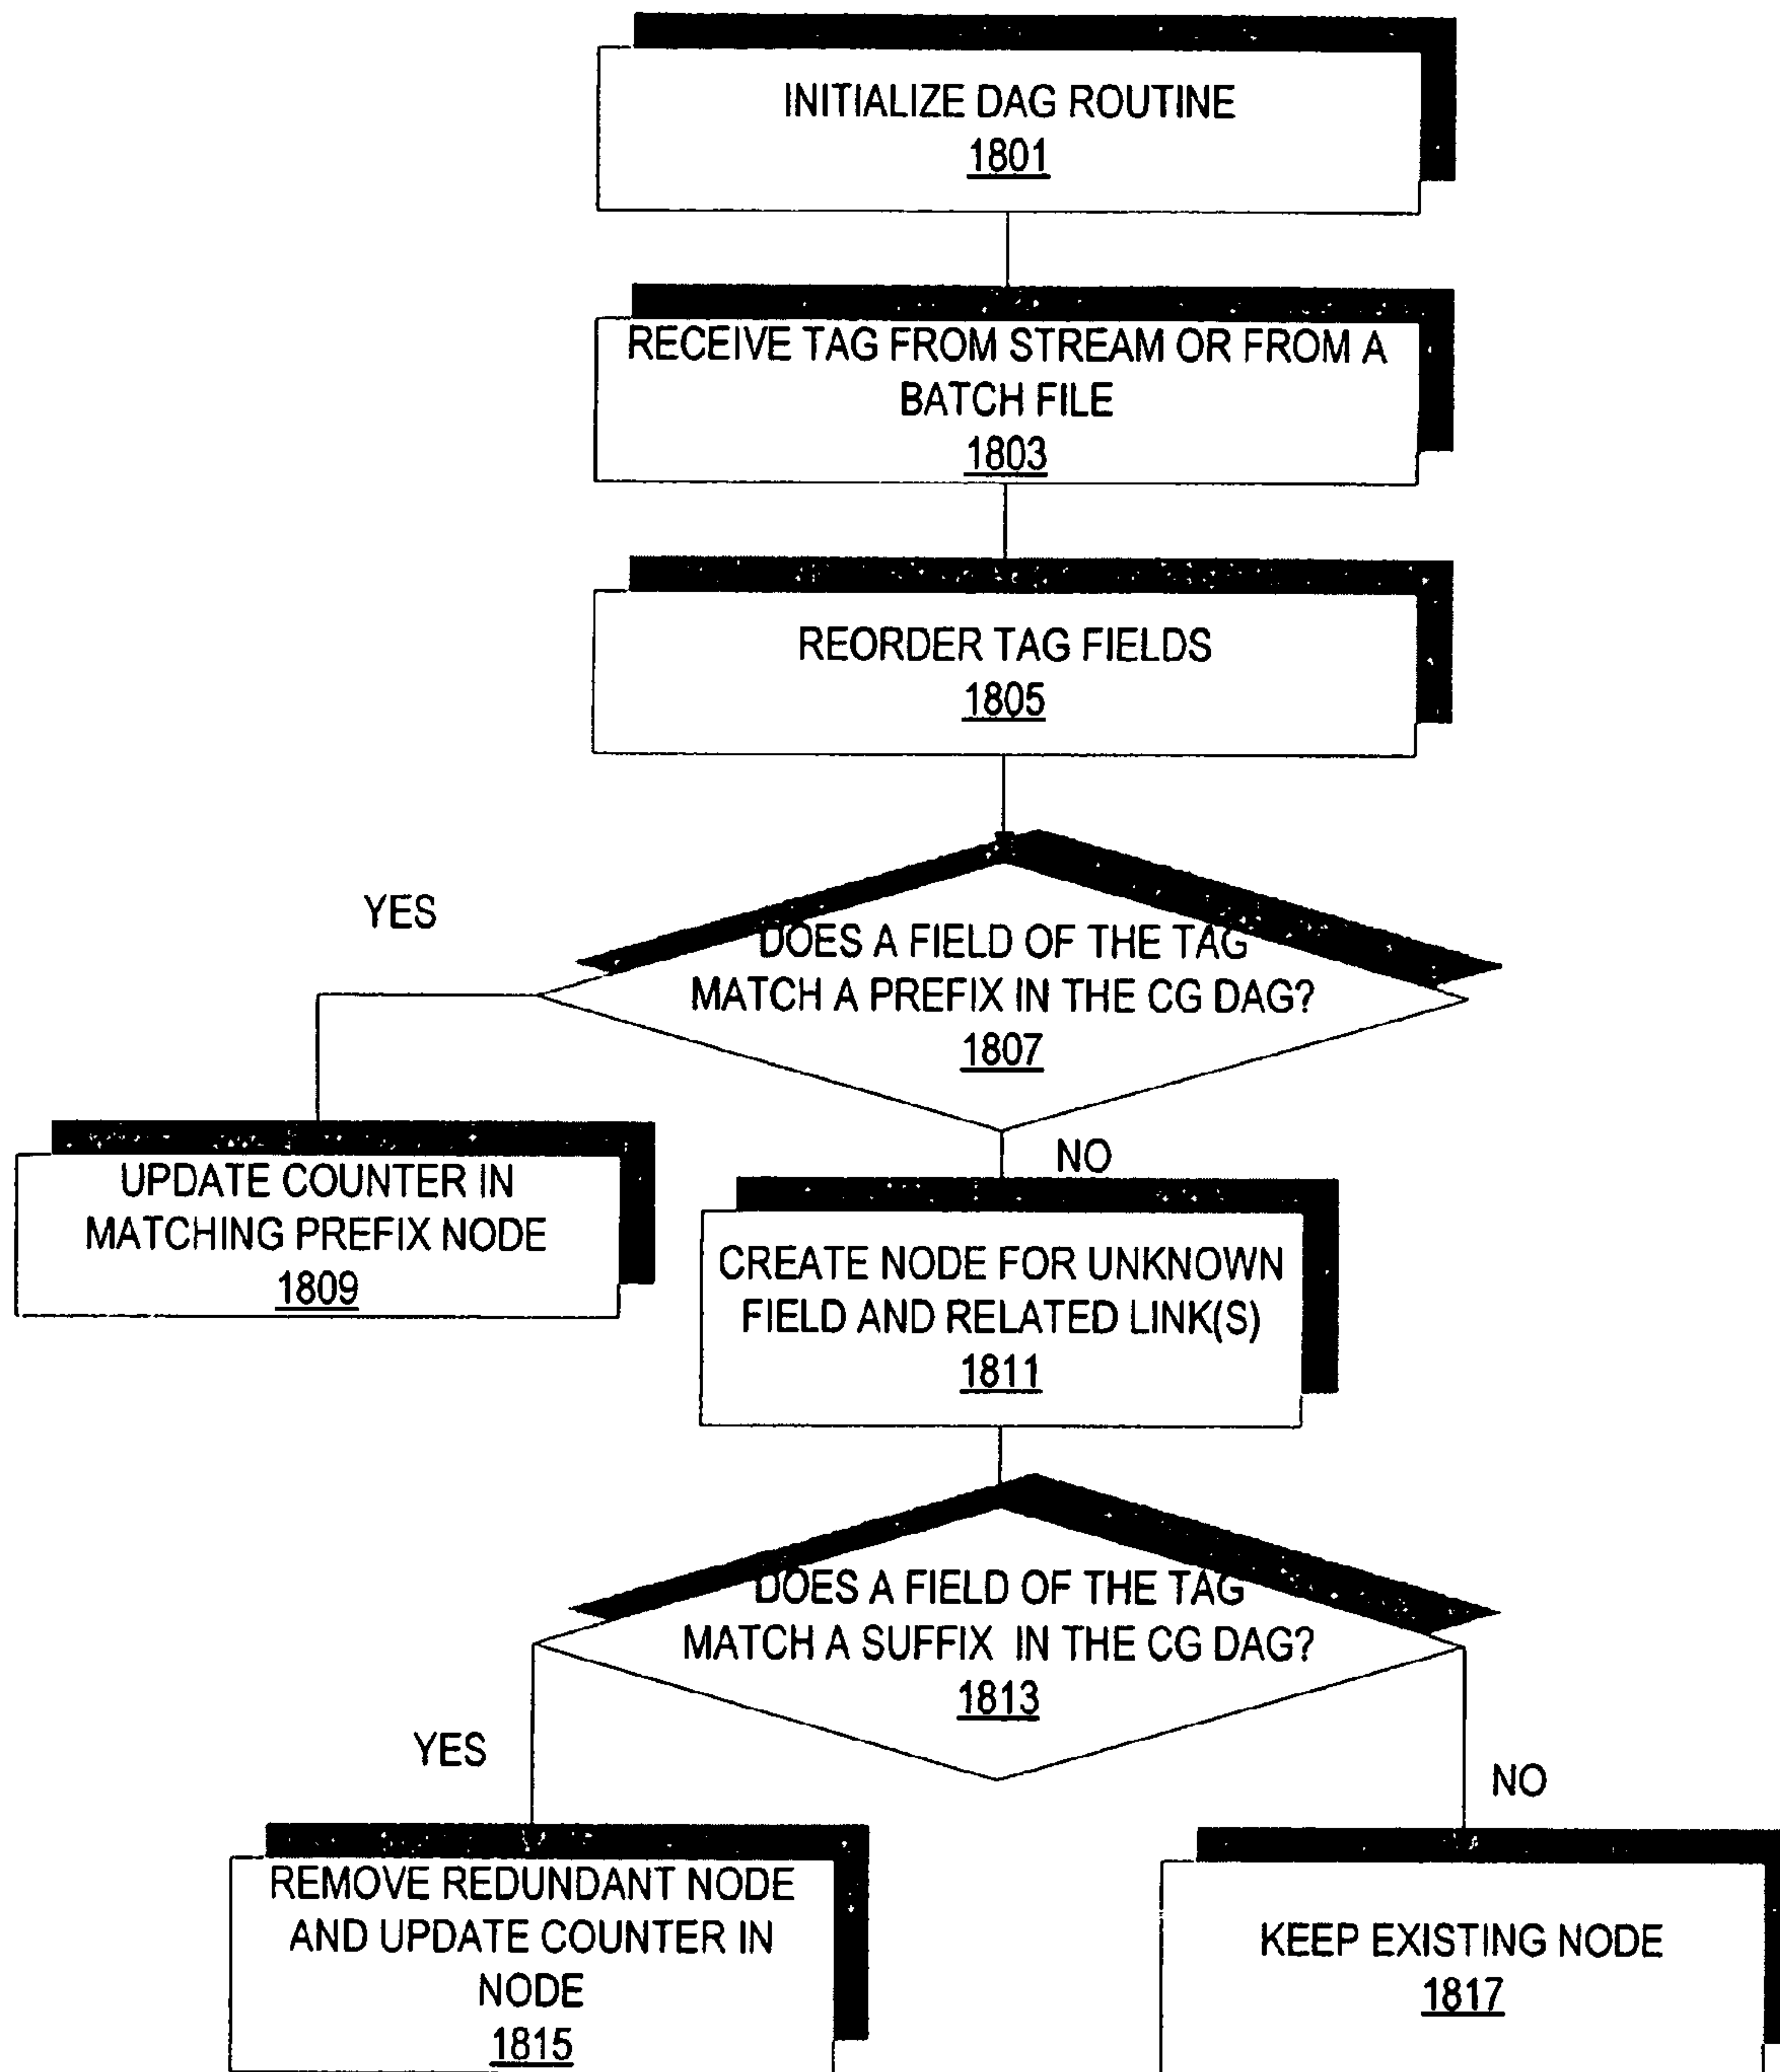 INITIALIZE DAG ROUTINE
1801
RECEIVE TAG FROM STREAM OR FROM A
BATCH FILE
1803
REORDER TAG FIELDS
1805
YES
DOES A FIELD OF THE TAG
MATCH A PREFIX IN THE CG DAG?
1807
NO
UPDATE COUNTER IN
MATCHING PREFIX NODE
1809
CREATE NODE FOR UNKNOWN
FIELD AND RELATED LINK(S)
1811
DOES A FIELD OF THE TAG
MATCH A SUFFIX IN THE CG DAG?
1813
YES
NO
REMOVE REDUNDANT NODE
AND UPDATE COUNTER IN
NODE
1815
KEEP EXISTING NODE
1817